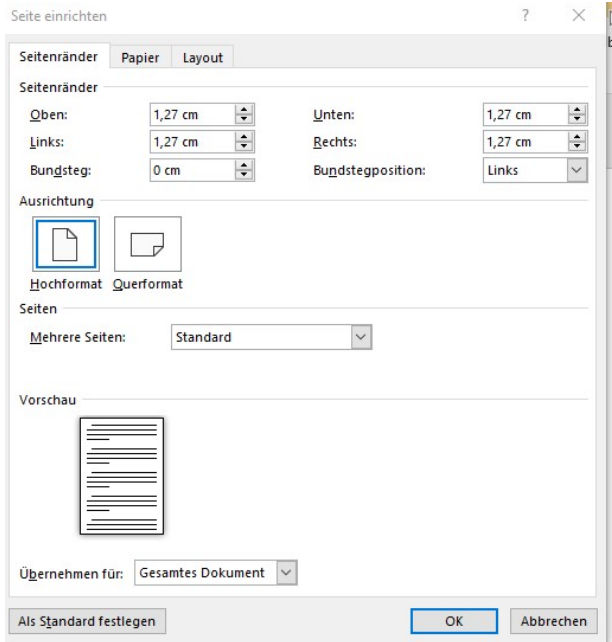 Seite einrichten
Seitenränder Papier Layout
Seitenränder
Oben: 1,27 cm Unten: 1,27 cm
Links: 1,27 cm Rechts: 1,27 cm
Bundsteg: 0 cm Bundstegposition: Links
Ausrichtung
Hochformat Querformat
Seiten
Mehrere Seiten: Standard
Vorschau
Übernehmen für: Gesamtes Dokument
Als Standard festlegen OK Abbrechen